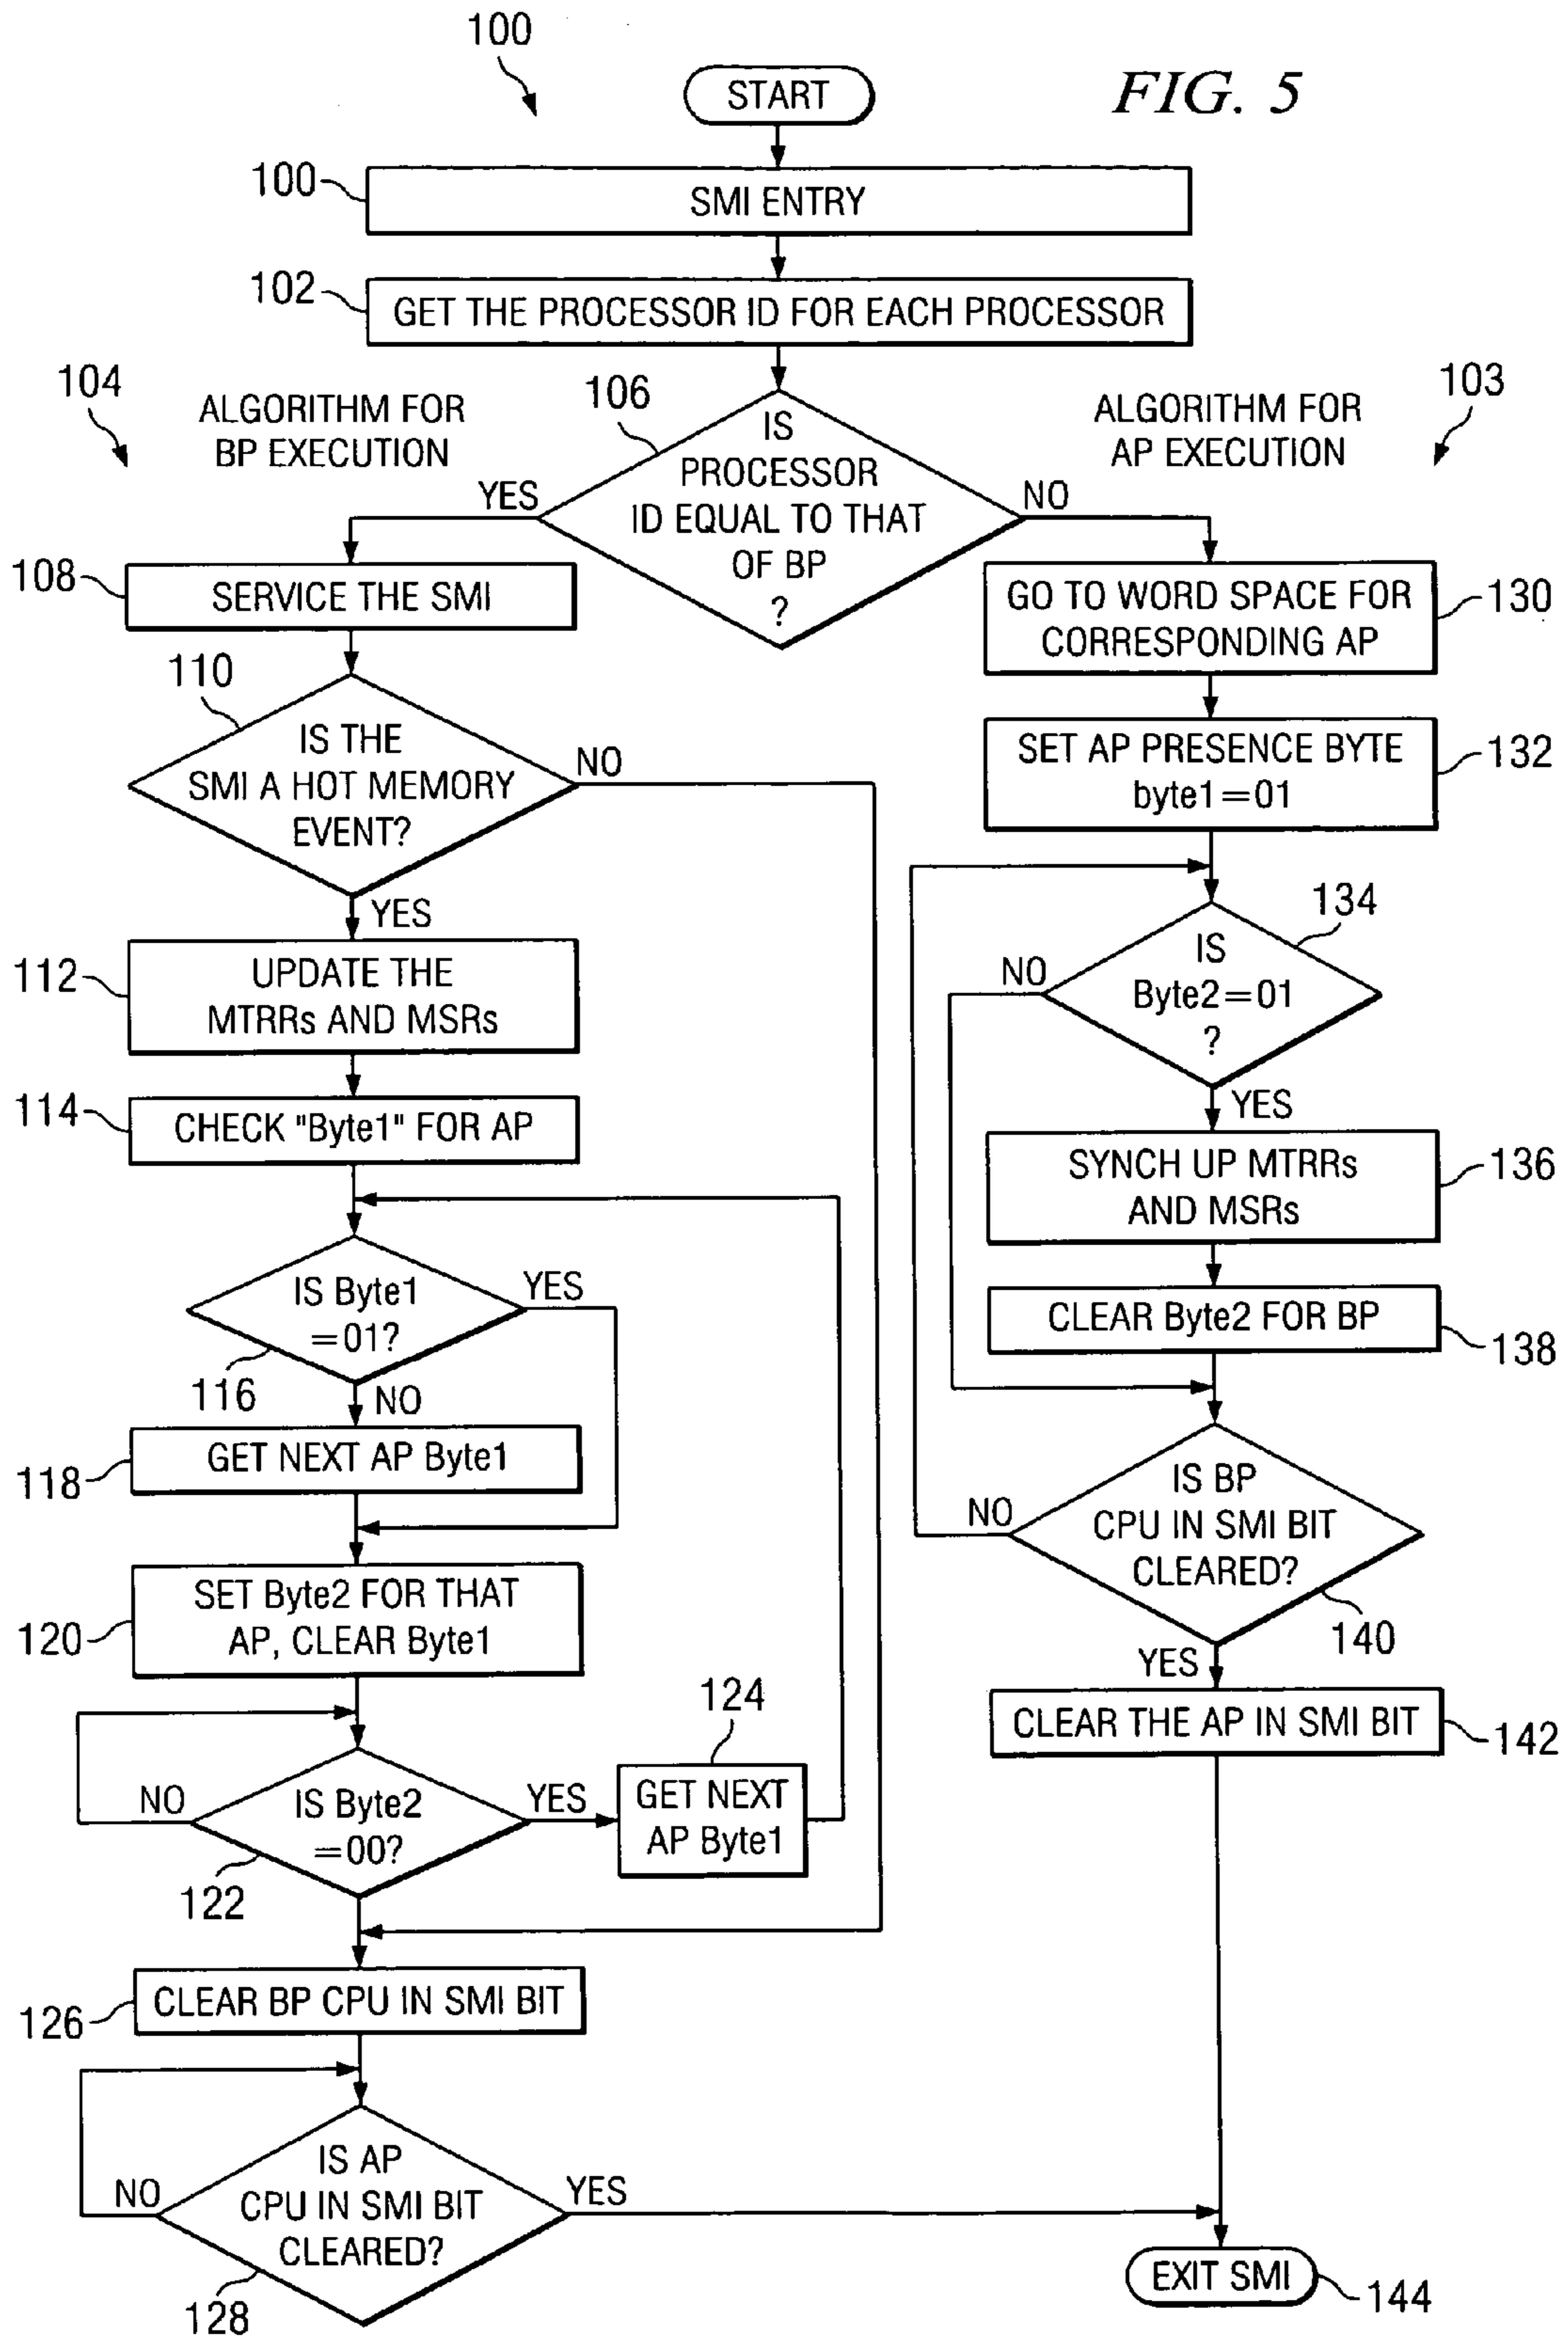 100
START
FIG. 5
100
SMI ENTRY
102
GET THE PROCESSOR ID FOR EACH PROCESSOR
104
ALGORITHM FOR
BP EXECUTION
106
IS
PROCESSOR
ID EQUAL TO THAT
OF BP
?
YES
NO
ALGORITHM FOR
AP EXECUTION
103
108
SERVICE THE SMI
110
IS THE
SMI A HOT MEMORY
EVENT?
NO
YES
112
UPDATE THE
MTRRs AND MSRs
114
CHECK "Byte1" FOR AP
IS Byte1
=01?
YES
116
NO
118
GET NEXT AP Byte1
120
SET Byte2 FOR THAT
AP, CLEAR Byte1
NO
IS Byte2
=00?
YES
122
124
GET NEXT
AP Byte1
126
CLEAR BP CPU IN SMI BIT
NO
IS AP
CPU IN SMI BIT
CLEARED?
YES
128
GO TO WORD SPACE FOR
CORRESPONDING AP
130
SET AP PRESENCE BYTE
byte1=01
132
134
NO
IS
Byte2=01
?
YES
SYNCH UP MTRRs
AND MSRs
136
CLEAR Byte2 FOR BP
138
NO
IS BP
CPU IN SMI BIT
CLEARED?
140
YES
CLEAR THE AP IN SMI BIT
142
EXIT SMI
144